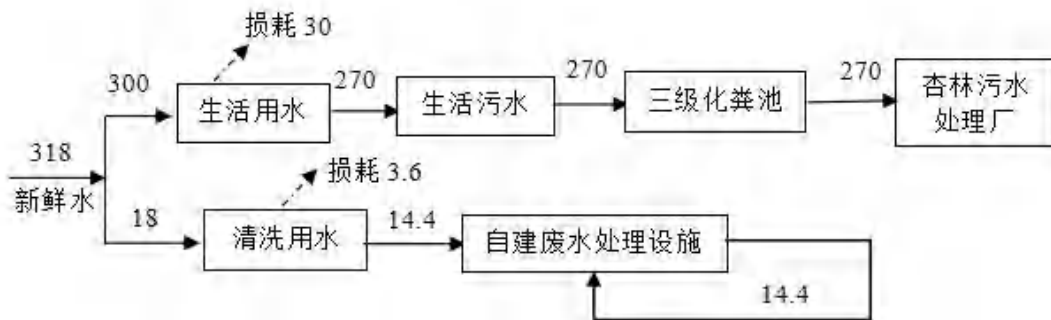 损耗 30
300
生活用水
270
生活污水
270
三级化粪池
270
杏林污水
处理厂
318
新鲜水
损耗 3.6
18
清洗用水
14.4
自建废水处理设施
14.4